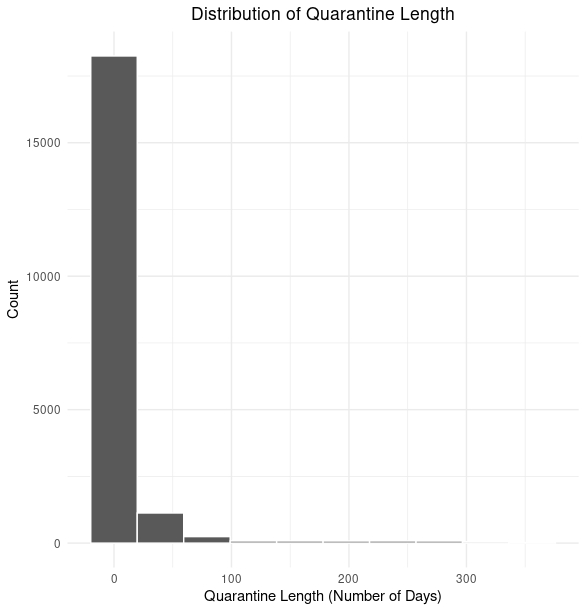 Distribution of Quarantine Length
15000
10000
5000
0
Count
0 100 200 300
Quarantine Length (Number of Days)